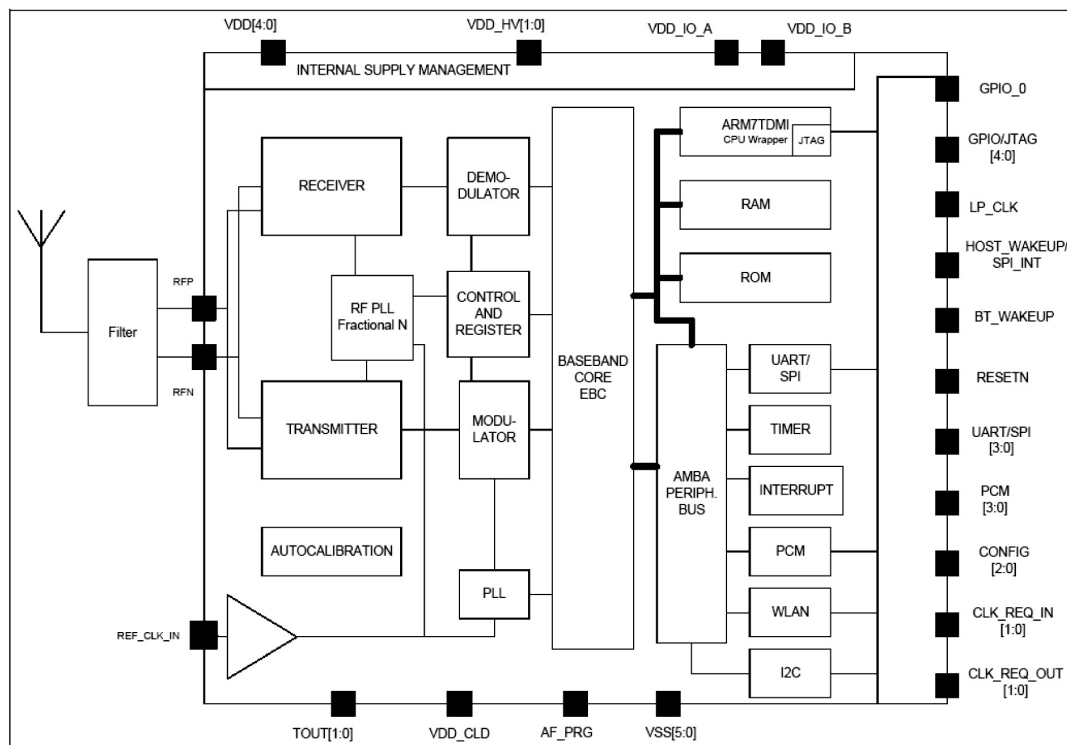 VDD[4:0]
VDD_HV[1:0]
VDD_IO_A
VDD_IO_B
INTERNAL SUPPLY MANAGEMENT
GPIO_0
GPIO/JTAG
[4:0]
LP_CLK
HOST_WAKEUP/
SPI_INT
BT_WAKEUP
RESETN
UART/SPI
[3:0]
PCM
[3:0]
CONFIG
[2:0]
CLK_REQ_IN
[1:0]
CLK_REQ_OUT
[1:0]
Filter
RFP
RFN
RECEIVER
DEMO-
DULATOR
RF PLL
Fractional N
CONTROL
AND
REGISTER
TRANSMITTER
MODU-
LATOR
AUTOCALIBRATION
PLL
REF_CLK_IN
BASEBAND
CORE
EBC
ARM7TDMI
CPU Wrapper
JTAG
RAM
ROM
AMBA
PERIPH.
BUS
UART/
SPI
TIMER
INTERRUPT
PCM
WLAN
I2C
TOUT[1:0]
VDD_CLD
AF_PRG
VSS[5:0]